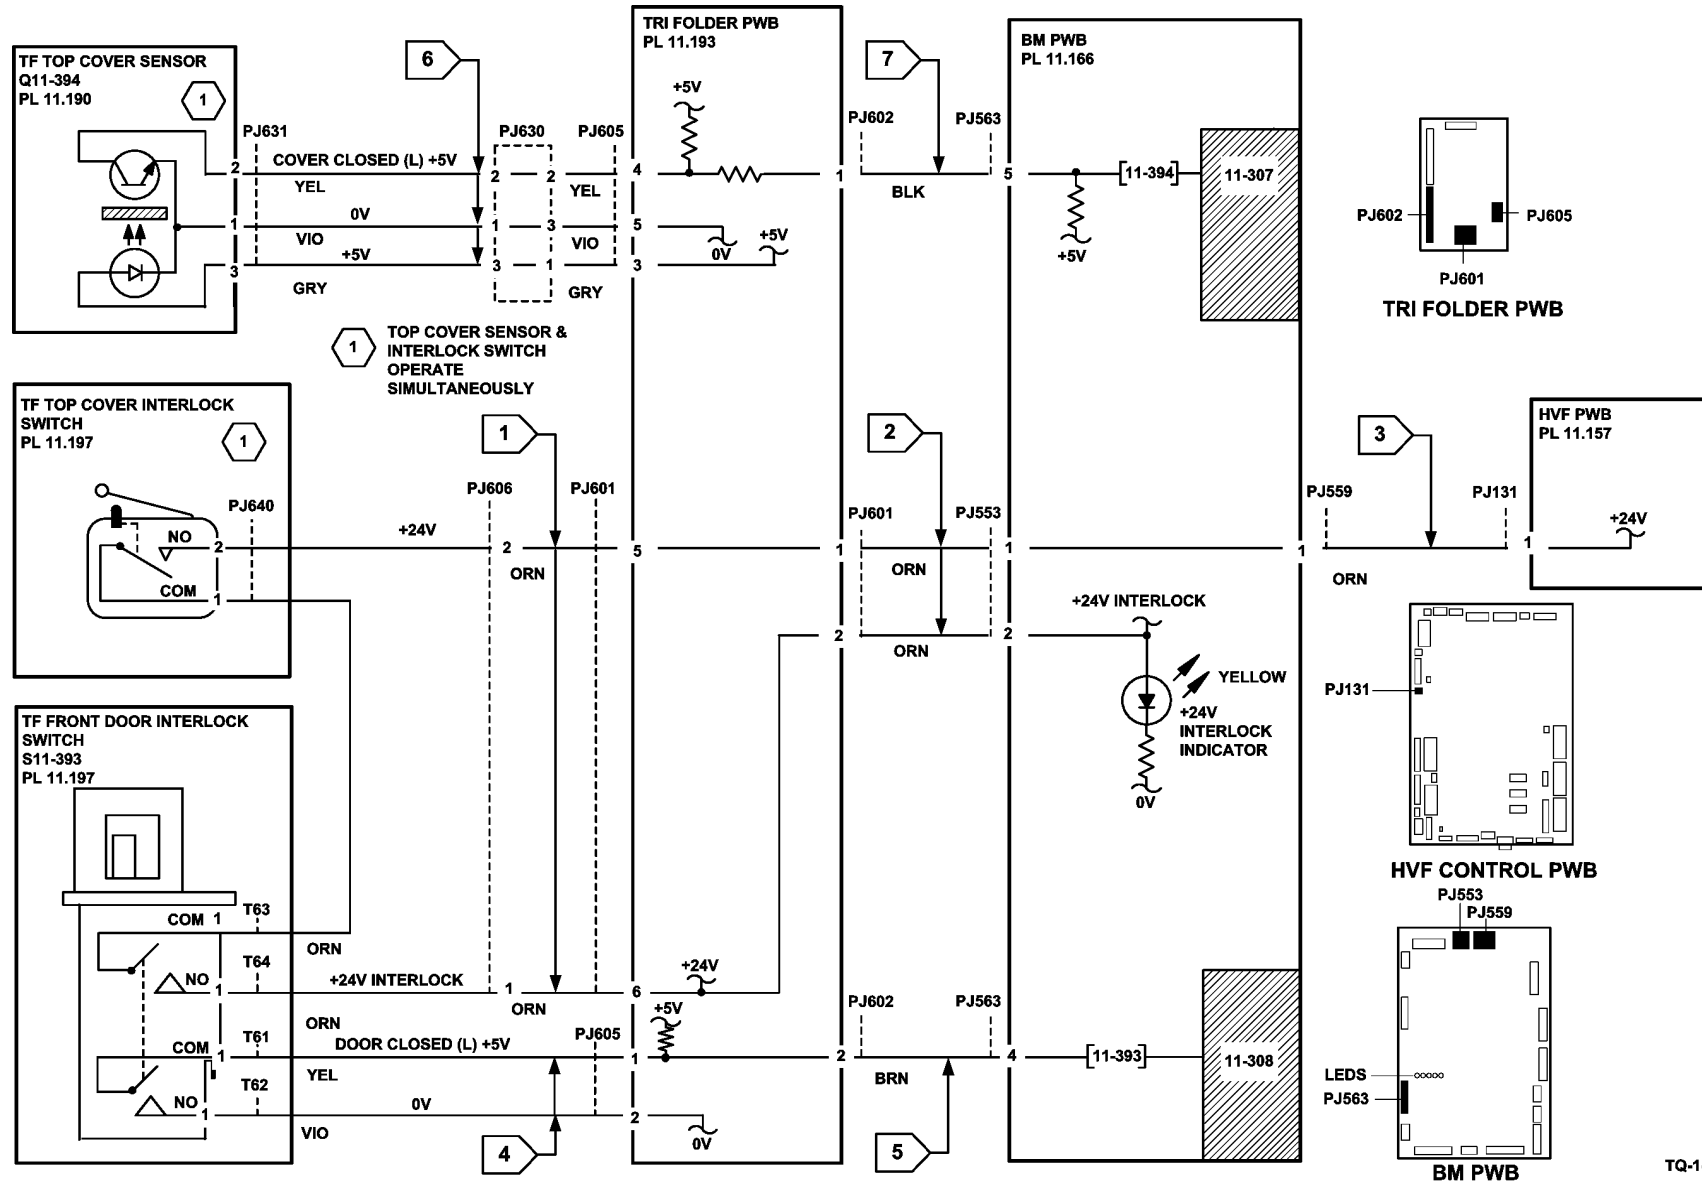 TF TOP COVER SENSOR
Q11-394
PL 11.190
1
PJ631
2
COVER CLOSED (L) +5V
YEL
1
0V
VIO
3
+5V
GRY
6
PJ630
2
2
1
3
3
1
PJ605
YEL
VIO
GRY
TRI FOLDER PWB
PL 11.193
+5V
4
5
3
0V
+5V
1
7
PJ602
PJ563
BLK
BM PWB
PL 11.166
5
[11-394]
11-307
+5V
PJ602
PJ605
PJ601
TRI FOLDER PWB
1
TOP COVER SENSOR &
INTERLOCK SWITCH
OPERATE
SIMULTANEOUSLY
TF TOP COVER INTERLOCK
SWITCH
PL 11.197
1
PJ640
NO
2
COM
1
+24V
1
PJ606
PJ601
2
ORN
5
2
PJ601
PJ553
1
1
ORN
2
2
ORN
3
PJ559
PJ131
1
ORN
1
HVF PWB
PL 11.157
+24V
+24V INTERLOCK
YELLOW
+24V
INTERLOCK
INDICATOR
0V
PJ131
HVF CONTROL PWB
TF FRONT DOOR INTERLOCK
SWITCH
S11-393
PL 11.197
COM 1
T63
ORN
T64
NO
1
+24V INTERLOCK
1
ORN
6
+24V
ORN
COM
1
T61
DOOR CLOSED (L) +5V
YEL
PJ605
1
+5V
2
T62
NO
1
0V
VIO
2
0V
4
PJ602
PJ563
BRN
5
4
[11-393]
11-308
PJ553
PJ559
LEDS
PJ563
BM PWB
TQ-1